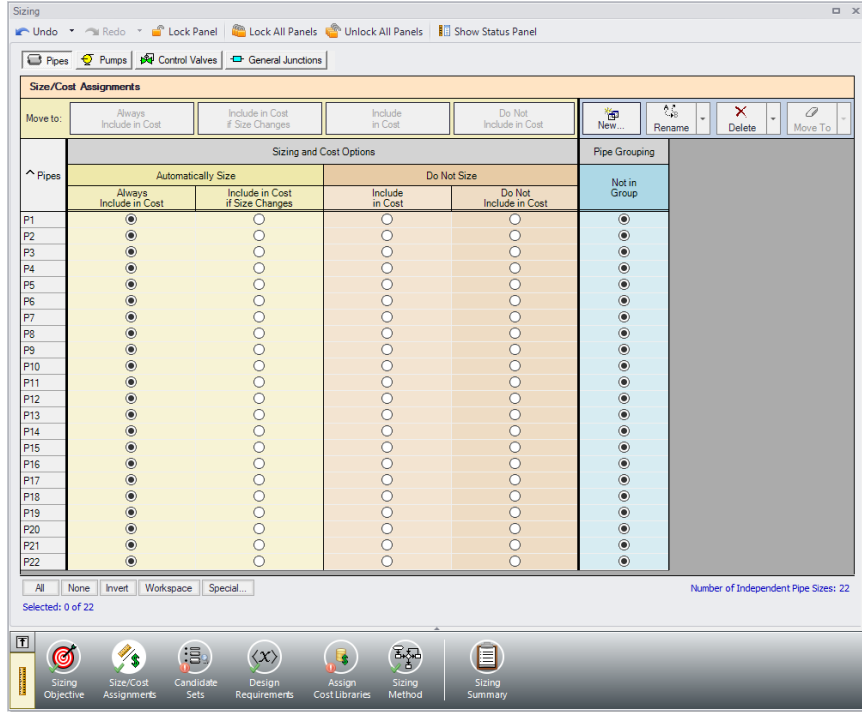 Sizing
Undo Redo Lock Panel Lock All Panels Unlock All Panels Show Status Panel
Pipes Pumps Control Valves General Junctions
Size/Cost Assignments
Move to: Always Include in Cost Include in Cost if Size Changes Include in Cost Do Not Include in Cost New... Rename Delete Move To
Sizing and Cost Options Pipe Grouping
Pipes Automatically Size Do Not Size Not in Group
Always Include in Cost Include in Cost if Size Changes Include in Cost Do Not Include in Cost
P1
P2
P3
P4
P5
P6
P7
P8
P9
P10
P11
P12
P13
P14
P15
P16
P17
P18
P19
P20
P21
P22
All None Invert Workspace Special... Number of Independent Pipe Sizes: 22
Selected: 0 of 22
Sizing Objective Size/Cost Assignments Candidate Sets Design Requirements Assign Cost Libraries Sizing Method Sizing Summary